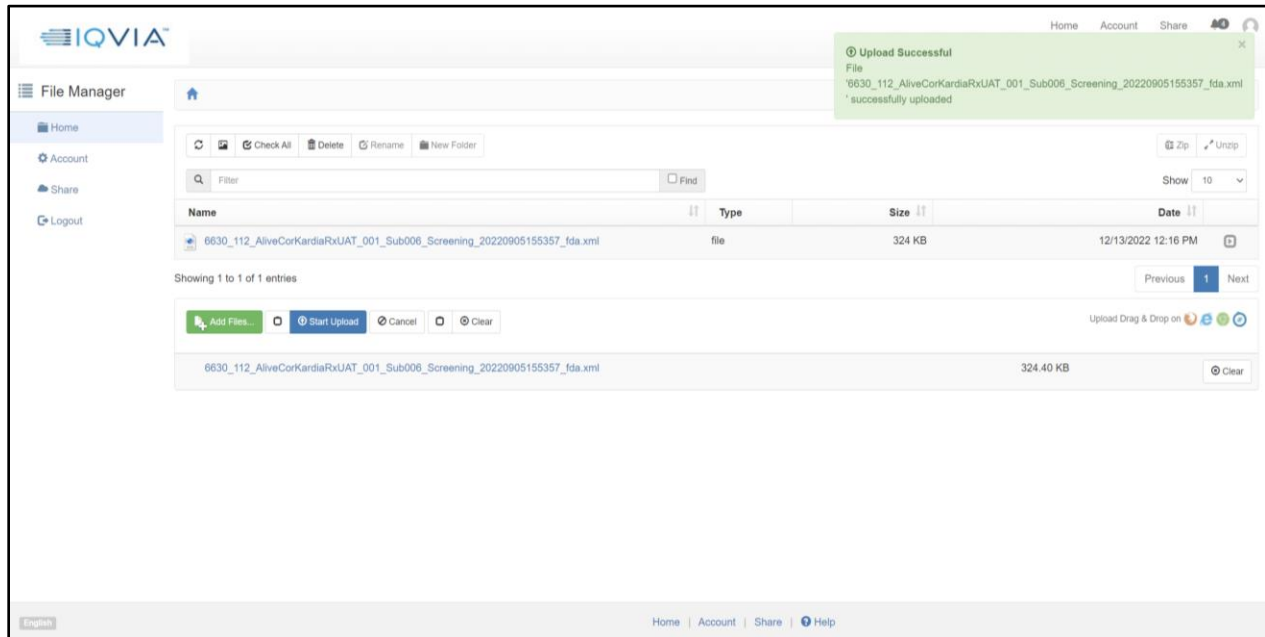 IQVIA™
Home Account Share
Upload Successful
File
'6630_112_AliveCorKardiaRxUAT_001_Sub006_Screening_20220905155357_fda.xml
' successfully uploaded
File Manager
Home
Account
Share
Logout
Check All Delete Rename New Folder Zip Unzip
Filter Find Show 10
Name Type Size Date
6630_112_AliveCorKardiaRxUAT_001_Sub006_Screening_20220905155357_fda.xml file 324 KB 12/13/2022 12:16 PM
Showing 1 to 1 of 1 entries Previous 1 Next
Add Files... Start Upload Cancel Clear Upload Drag & Drop on
6630_112_AliveCorKardiaRxUAT_001_Sub006_Screening_20220905155357_fda.xml 324.40 KB Clear
English Home | Account | Share | Help